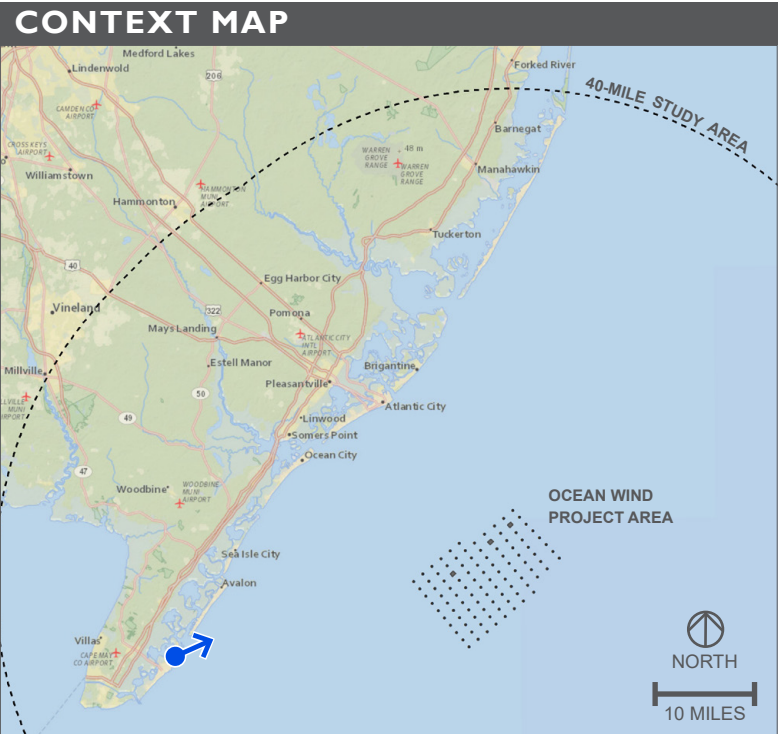 CONTEXT MAP
Medford Lakes
Lindenwold
206
Forked River
40-MILE STUDY AREA
CAMDEN CO
AIRPORT
Barnegat
CROSS KEYS
AIRPORT
WARREN
GROVE
RANGE
48 m
WARREN
GROVE
RANGE
Manahawkin
Williamstown
HAMMONTON
MUNI
AIRPORT
Hammonton
Tuckerton
40
Egg Harbor City
Vineland
322
Pomona
Mays Landing
ATLANTIC CITY
INTL
AIRPORT
Estell Manor
Brigantine
Millville
Pleasantville
LLVILLE
MUNI
IRPORT
50
Atlantic City
49
Linwood
Somers Point
Ocean City
47
Woodbine
WOODBINE
MUNI
AIRPORT
OCEAN WIND
PROJECT AREA
Sea Isle City
Avalon
Villas
CAPE MAY
CO AIRPORT
NORTH
10 MILES